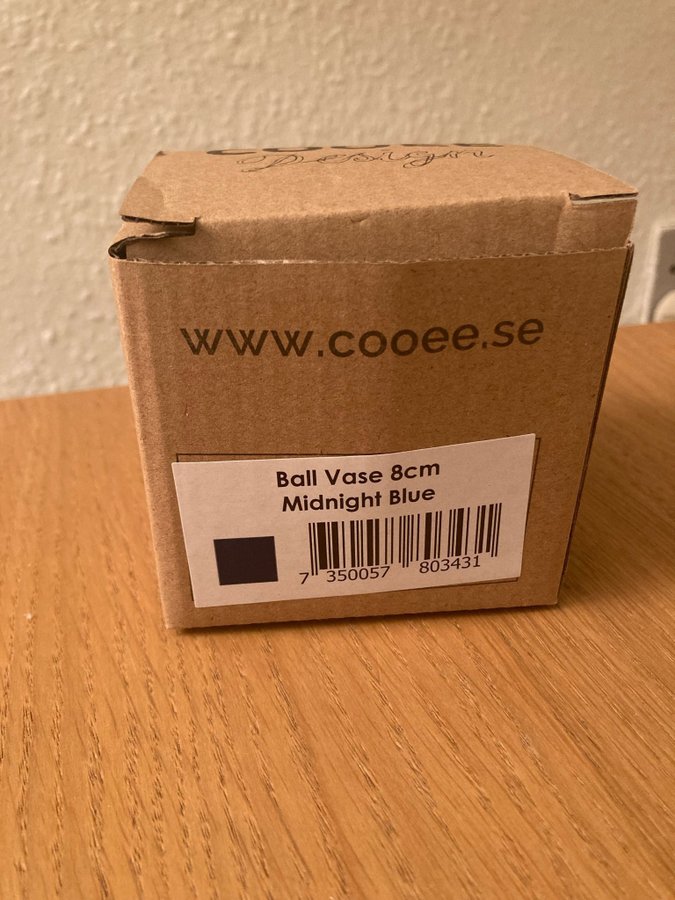 Design
www.cooee.se
Ball Vase 8cm
Midnight Blue
7 350057 803431